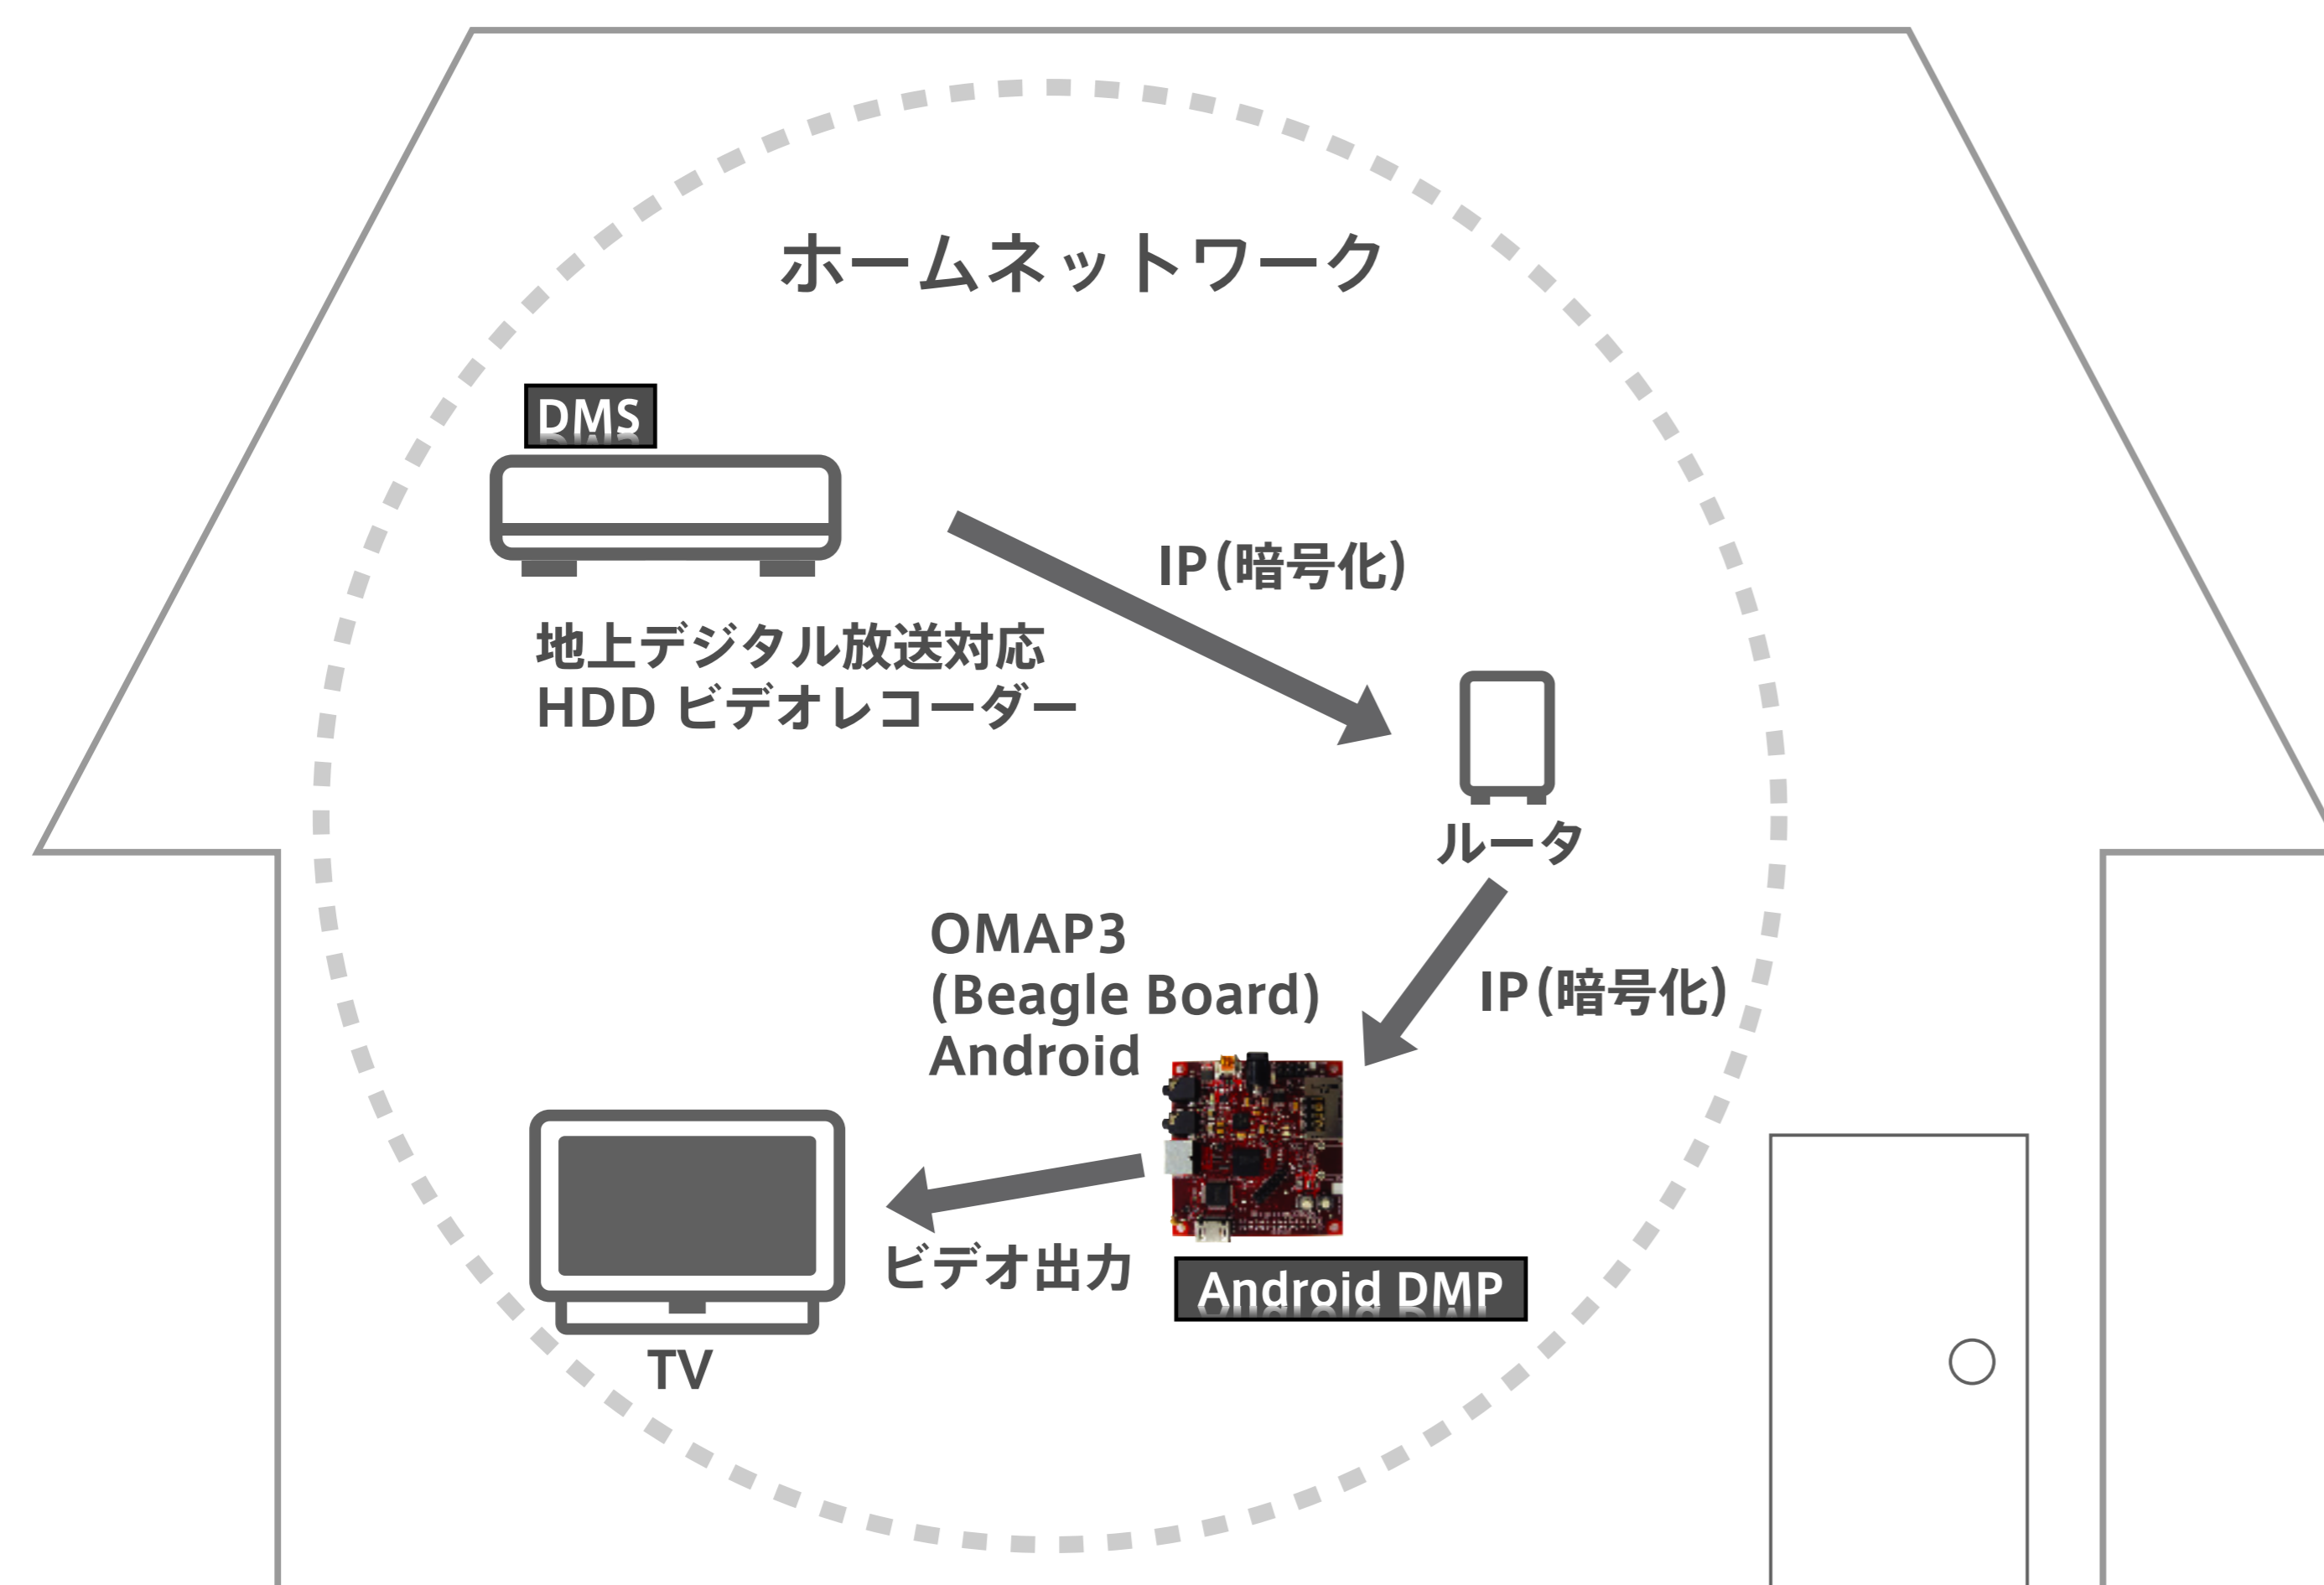 ホームネットワーク
DMS
IP(暗号化)
地上デジタル放送対応
HDD ビデオレコーダー
ルータ
OMAP3
(Beagle Board)
Android
IP(暗号化)
ビデオ出力
Android DMP
TV